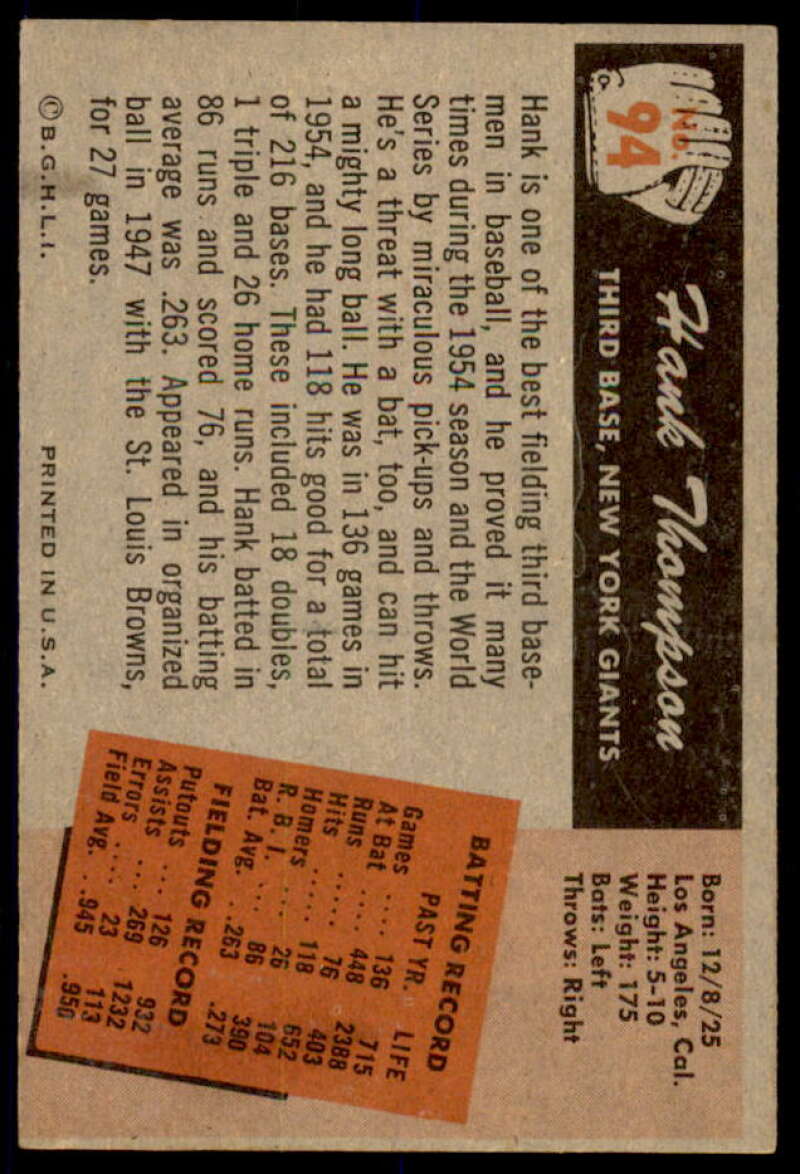 No.
94
Hank Thompson
THIRD BASE, NEW YORK GIANTS
Born: 12/8/25
Los Angeles, Cal.
Height: 5-10
Weight: 175
Bats: Left
Throws: Right
Hank is one of the best fielding third base-
men in baseball, and he proved it many
times during the 1954 season and the World
Series by miraculous pick-ups and throws.
He's a threat with a bat, too, and can hit
a mighty long ball. He was in 136 games in
1954, and he had 118 hits good for a total
of 216 bases. These included 18 doubles,
1 triple and 26 home runs. Hank batted in
86 runs and scored 76, and his batting
average was .263. Appeared in organized
ball in 1947 with the St. Louis Browns,
for 27 games.
BATTING RECORD
PAST YR. LIFE
Games .... 136 715
At Bat .... 448 2388
Runs ..... 76 403
Hits ..... 118 652
Homers .... 26 104
R. B. I. ... 86 390
Bat. Avg. . .263 .273
FIELDING RECORD
Putouts ... 126 932
Assists ... 269 1232
Errors .... 23 113
Field Avg. . .945 .950
© B.G.H.L.I. PRINTED IN U.S.A.